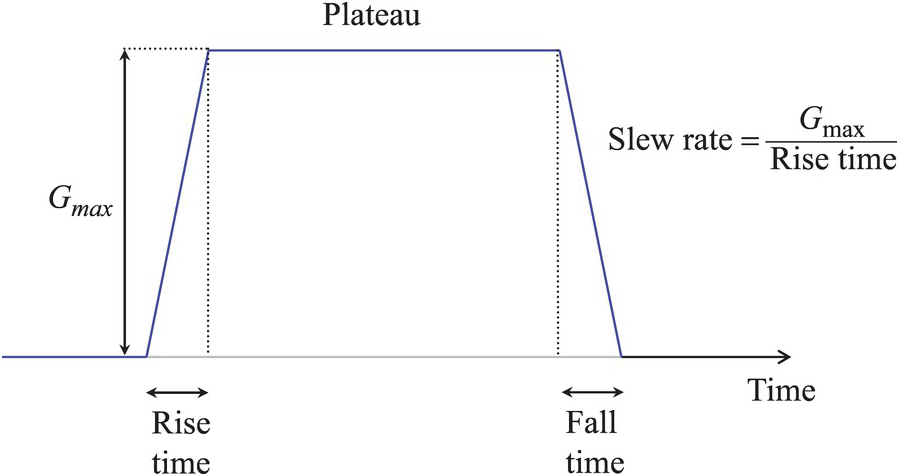 Plateau
G_max
Slew rate = G_max / Rise time
Time
Rise
time
Fall
time